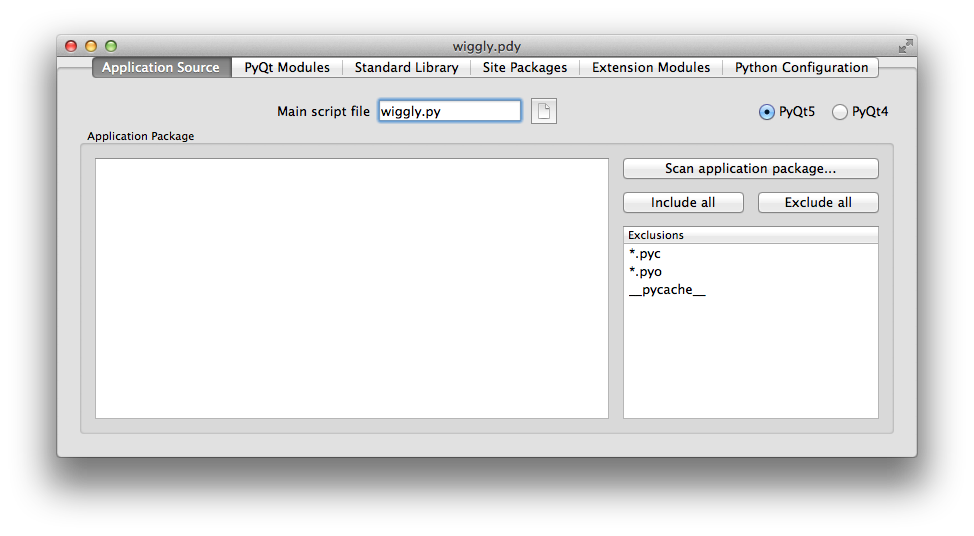 wiggly.pdy
Application Source PyQt Modules Standard Library Site Packages Extension Modules Python Configuration
Main script file wiggly.py PyQt5 PyQt4
Application Package
Scan application package...
Include all Exclude all
Exclusions
*.pyc
*.pyo
__pycache__